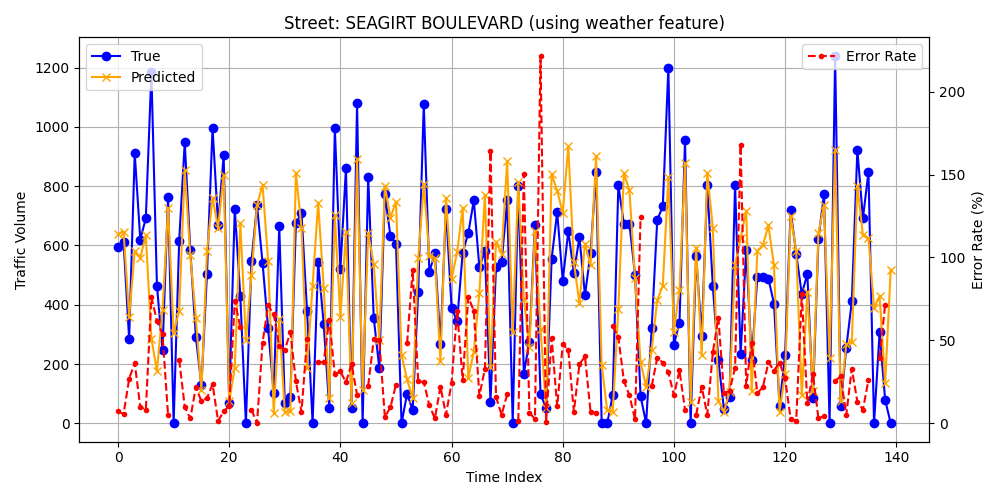 Street: SEAGIRT BOULEVARD (using weather feature)
True
Predicted
Error Rate
1200
1000
800
600
400
200
0
Traffic Volume
200
150
100
50
0
Error Rate (%)
0 20 40 60 80 100 120 140
Time Index